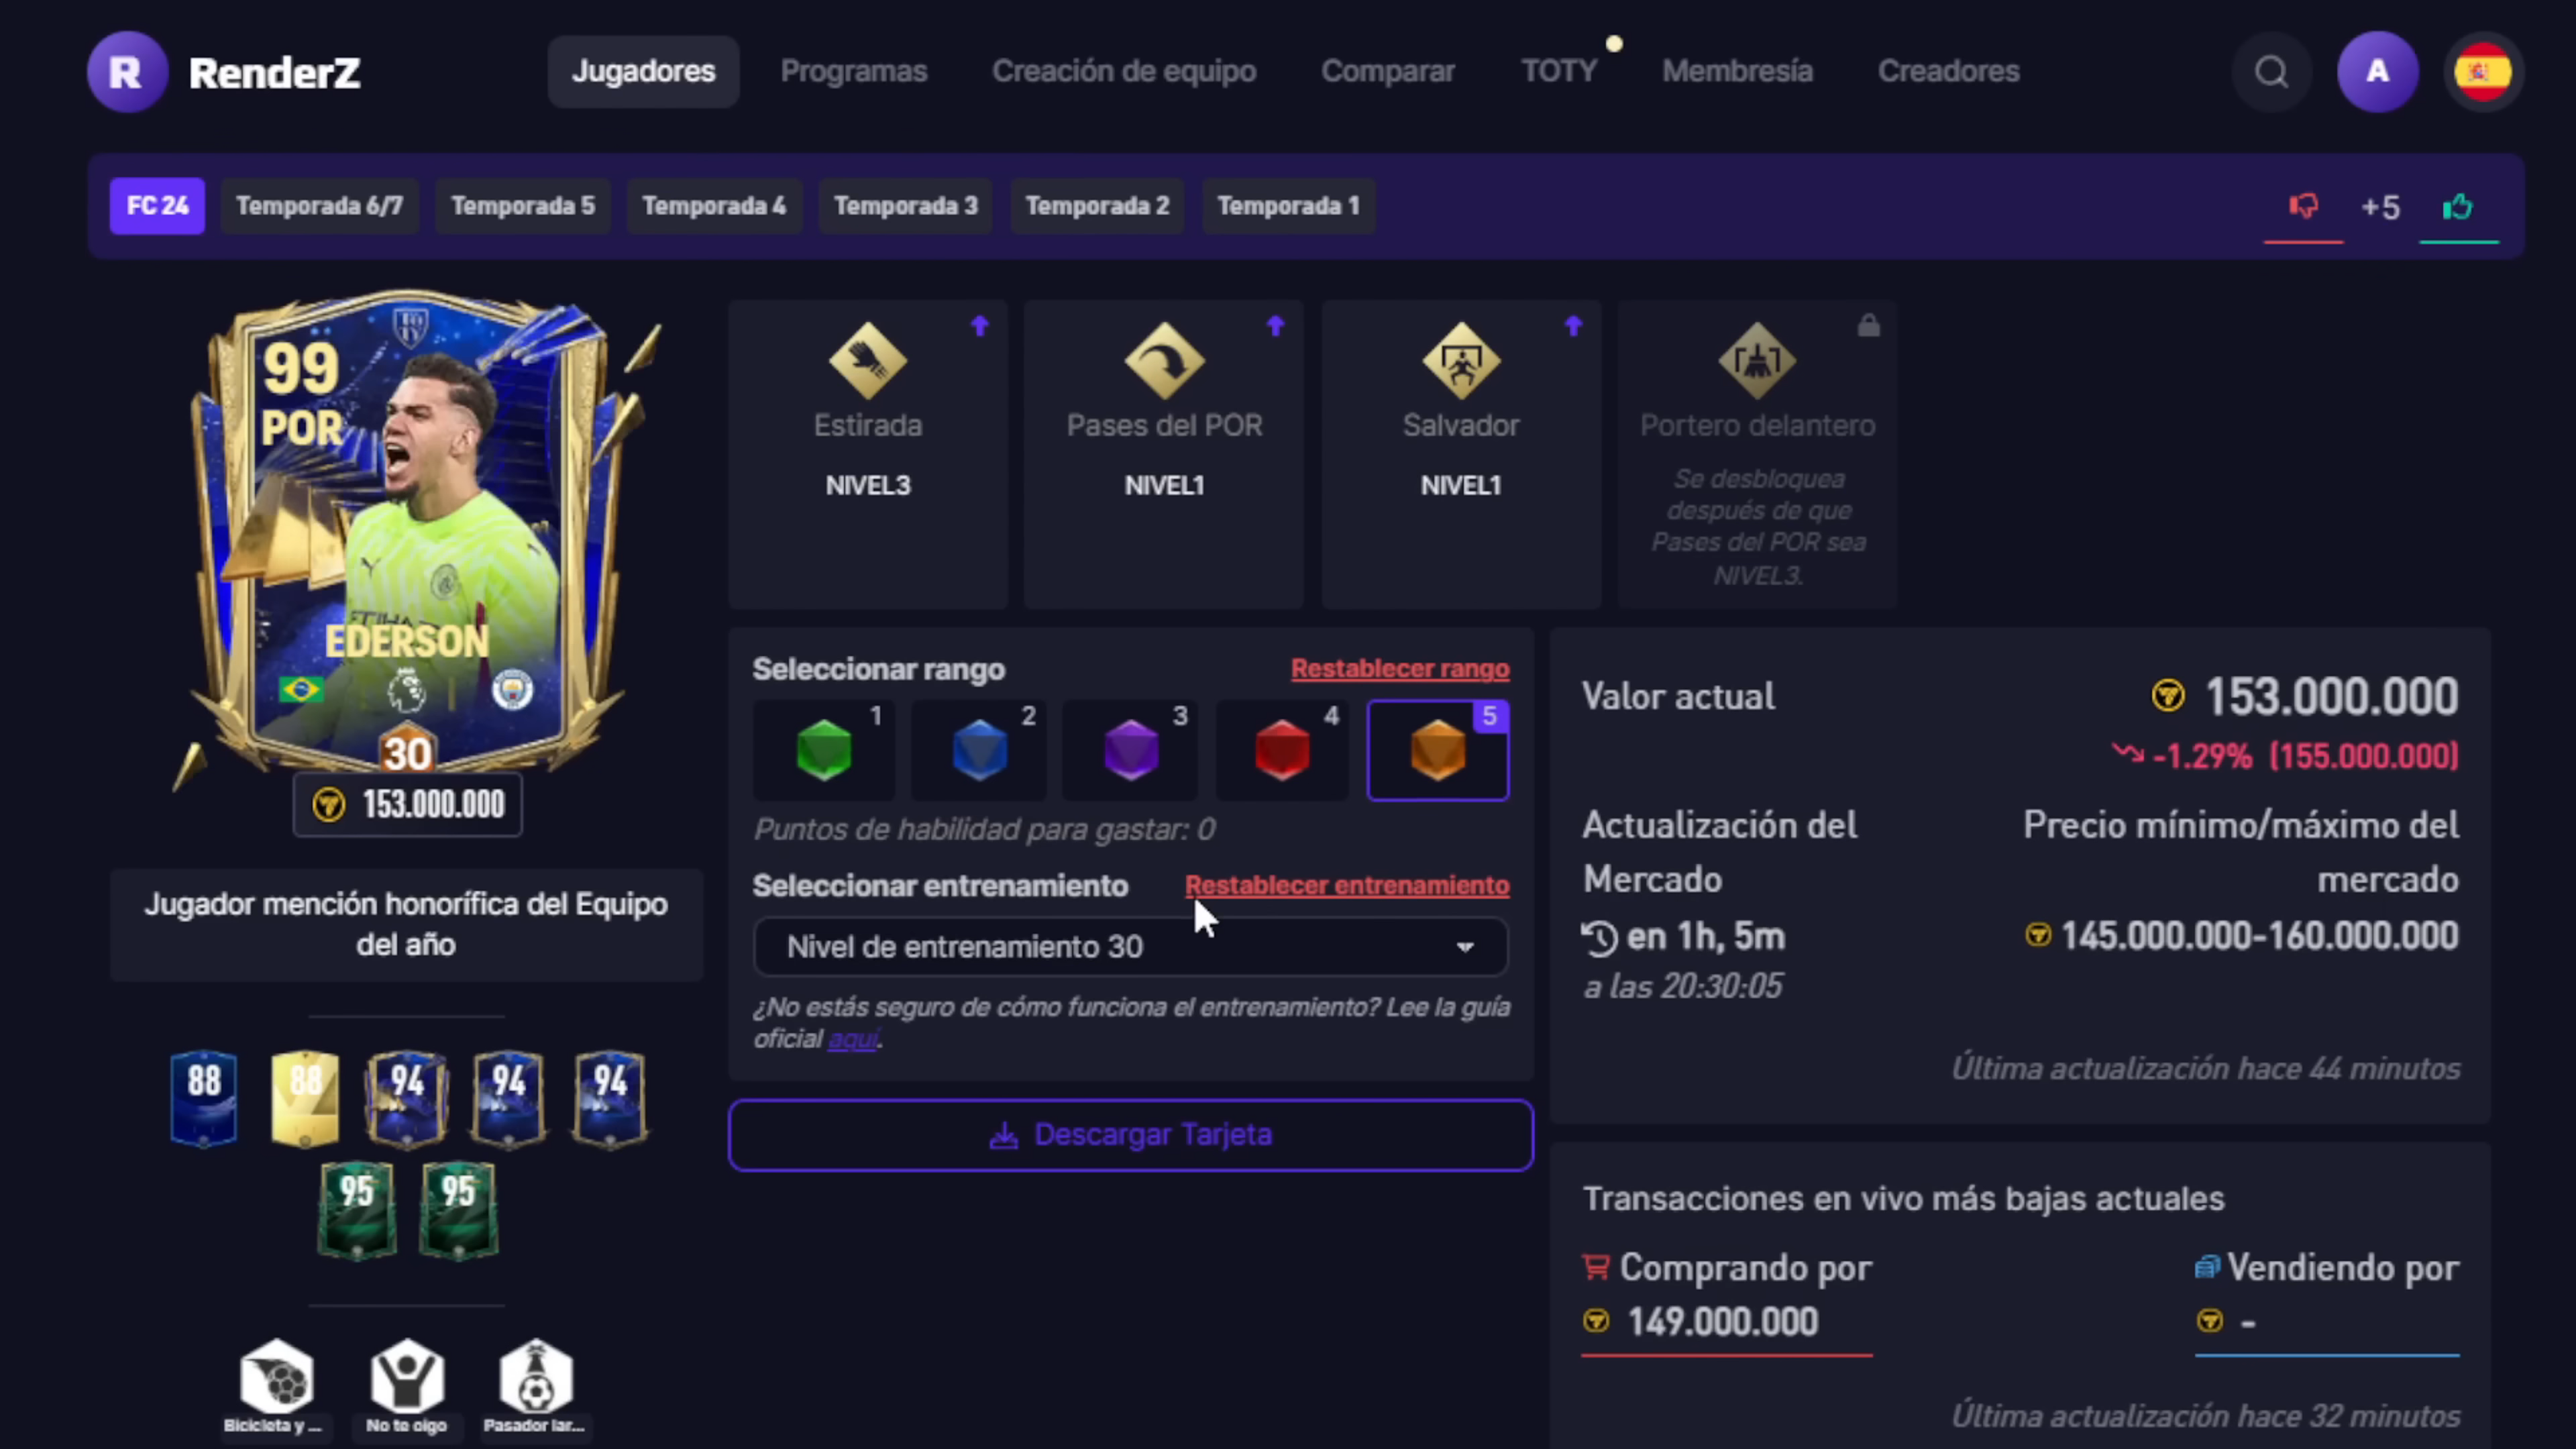 R RenderZ
Jugadores
Programas
Creación de equipo
Comparar
TOTY
Membresía
Creadores
A
FC 24
Temporada 6/7
Temporada 5
Temporada 4
Temporada 3
Temporada 2
Temporada 1
+5
99
POR
EDERSON
30
153.000.000
Jugador mención honorífica del Equipo
del año
88
88
94
94
94
95
95
Bicicleta y ...
No te oigo
Pasador lar...
Estirada
NIVEL3
Pases del POR
NIVEL1
Salvador
NIVEL1
Portero delantero
Se desbloquea
después de que
Pases del POR sea
NIVEL3.
Seleccionar rango
Restablecer rango
1
2
3
4
5
Puntos de habilidad para gastar: 0
Seleccionar entrenamiento
Restablecer entrenamiento
Nivel de entrenamiento 30
¿No estás seguro de cómo funciona el entrenamiento? Lee la guía
oficial aquí.
Descargar Tarjeta
Valor actual
153.000.000
-1.29% (155.000.000)
Actualización del
Mercado
en 1h, 5m
a las 20:30:05
Precio mínimo/máximo del
mercado
145.000.000-160.000.000
Última actualización hace 44 minutos
Transacciones en vivo más bajas actuales
Comprando por
149.000.000
Vendiendo por
-
Última actualización hace 32 minutos